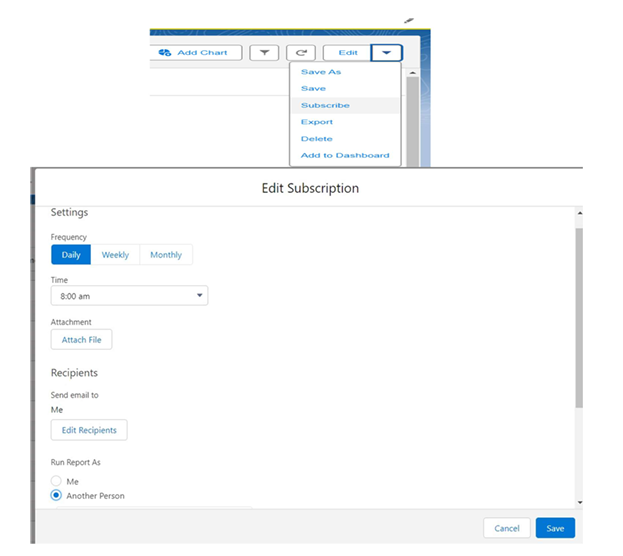 Add Chart Edit
Save As
Save
Subscribe
Export
Delete
Add to Dashboard
Edit Subscription
Settings
Frequency
Daily Weekly Monthly
Time
8:00 am
Attachment
Attach File
Recipients
Send email to
Me
Edit Recipients
Run Report As
Me
Another Person
Cancel Save